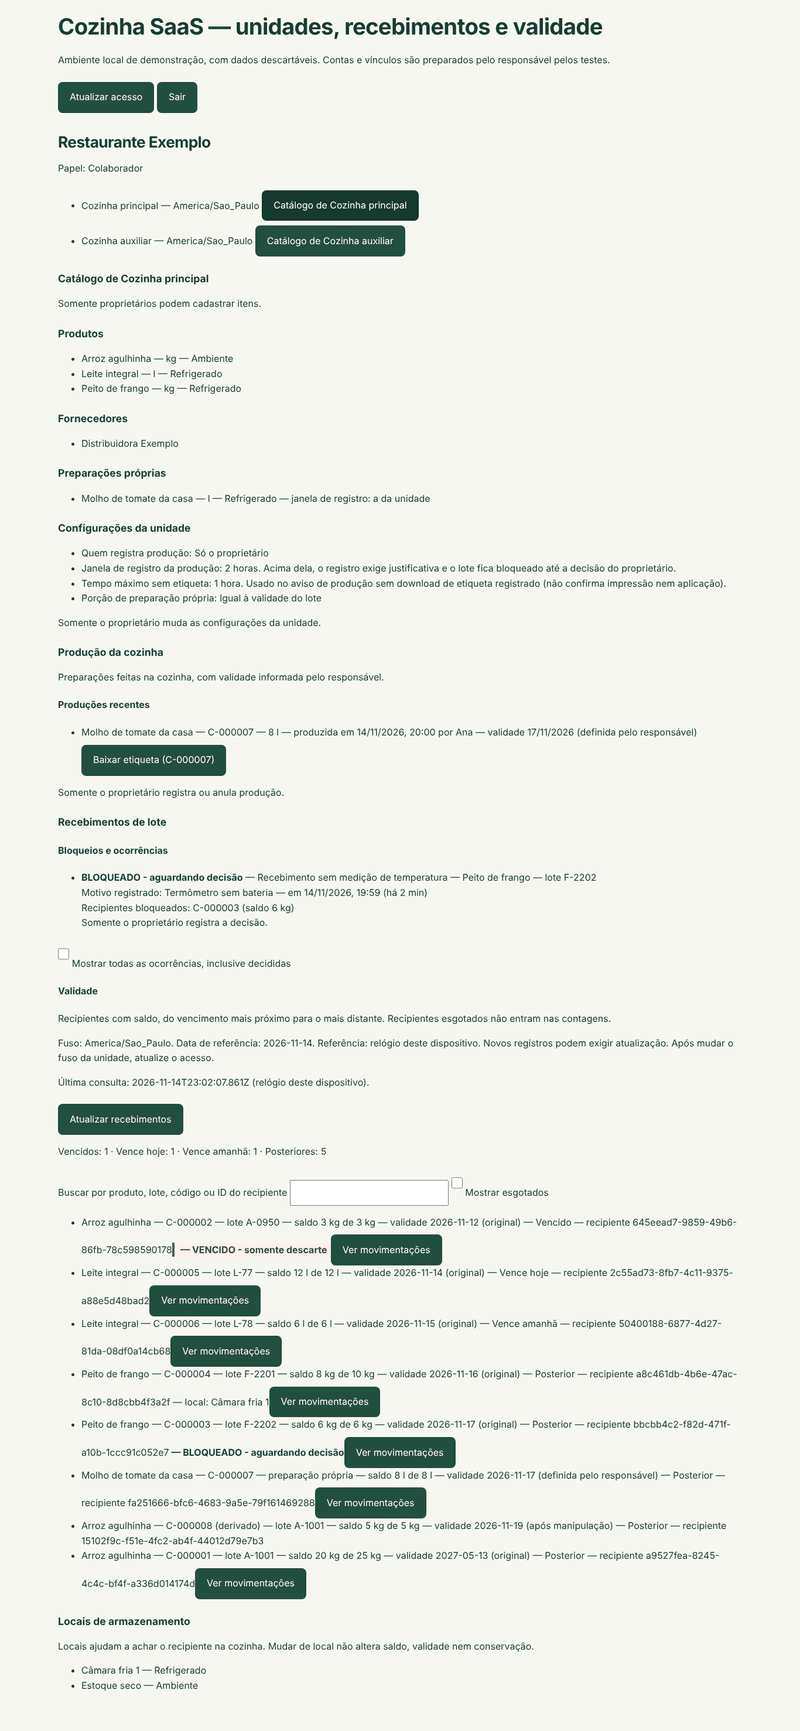 Cozinha SaaS — unidades, recebimentos e validade
Ambiente local de demonstração, com dados descartáveis. Contas e vínculos são preparados pelo responsável pelos testes.
Atualizar acesso
Sair
Restaurante Exemplo
Papel: Colaborador
• Cozinha principal — America/Sao_Paulo Catálogo de Cozinha principal
• Cozinha auxiliar — America/Sao_Paulo Catálogo de Cozinha auxiliar
Catálogo de Cozinha principal
Somente proprietários podem cadastrar itens.
Produtos
• Arroz agulhinha — kg — Ambiente
• Leite integral — l — Refrigerado
• Peito de frango — kg — Refrigerado
Fornecedores
• Distribuidora Exemplo
Preparações próprias
• Molho de tomate da casa — l — Refrigerado — janela de registro: a da unidade
Configurações da unidade
• Quem registra produção: Só o proprietário
• Janela de registro da produção: 2 horas. Acima dela, o registro exige justificativa e o lote fica bloqueado até a decisão do proprietário.
• Tempo máximo sem etiqueta: 1 hora. Usado no aviso de produção sem download de etiqueta registrado (não confirma impressão nem aplicação).
• Porção de preparação própria: Igual à validade do lote
Somente o proprietário muda as configurações da unidade.
Produção da cozinha
Preparações feitas na cozinha, com validade informada pelo responsável.
Produções recentes
• Molho de tomate da casa — C-000007 — 8 l — produzida em 14/11/2026, 20:00 por Ana — validade 17/11/2026 (definida pelo responsável)
Baixar etiqueta (C-000007)
Somente o proprietário registra ou anula produção.
Recebimentos de lote
Bloqueios e ocorrências
• BLOQUEADO - aguardando decisão — Recebimento sem medição de temperatura — Peito de frango — lote F-2202
Motivo registrado: Termômetro sem bateria — em 14/11/2026, 19:59 (há 2 min)
Recipientes bloqueados: C-000003 (saldo 6 kg)
Somente o proprietário registra a decisão.
Mostrar todas as ocorrências, inclusive decididas
Validade
Recipientes com saldo, do vencimento mais próximo para o mais distante. Recipientes esgotados não entram nas contagens.
Fuso: America/Sao_Paulo. Data de referência: 2026-11-14. Referência: relógio deste dispositivo. Novos registros podem exigir atualização. Após mudar o
fuso da unidade, atualize o acesso.
Última consulta: 2026-11-14T23:02:07.861Z (relógio deste dispositivo).
Atualizar recebimentos
Vencidos: 1 · Vence hoje: 1 · Vence amanhã: 1 · Posteriores: 5
Buscar por produto, lote, código ou ID do recipiente
Mostrar esgotados
• Arroz agulhinha — C-000002 — lote A-0950 — saldo 3 kg de 3 kg — validade 2026-11-12 (original) — Vencido — recipiente 645eead7-9859-49b6-
86fb-78c598590178 — VENCIDO - somente descarte Ver movimentações
• Leite integral — C-000005 — lote L-77 — saldo 12 l de 12 l — validade 2026-11-14 (original) — Vence hoje — recipiente 2c55ad73-8fb7-4c11-9375-
a88e5d48bad2 Ver movimentações
• Leite integral — C-000006 — lote L-78 — saldo 6 l de 6 l — validade 2026-11-15 (original) — Vence amanhã — recipiente 50400188-6877-4d27-
81da-08df0a14cb68 Ver movimentações
• Peito de frango — C-000004 — lote F-2201 — saldo 8 kg de 10 kg — validade 2026-11-16 (original) — Posterior — recipiente a8c461db-4b6e-47ac-
8c10-8d8cbb4f3a2f — local: Câmara fria 1 Ver movimentações
• Peito de frango — C-000003 — lote F-2202 — saldo 6 kg de 6 kg — validade 2026-11-17 (original) — Posterior — recipiente bbcbb4c2-f82d-471f-
a10b-1ccc91c052e7 — BLOQUEADO - aguardando decisão Ver movimentações
• Molho de tomate da casa — C-000007 — preparação própria — saldo 8 l de 8 l — validade 2026-11-17 (definida pelo responsável) — Posterior —
recipiente fa251666-bfc6-4683-9a5e-79f161469288 Ver movimentações
• Arroz agulhinha — C-000008 (derivado) — lote A-1001 — saldo 5 kg de 5 kg — validade 2026-11-19 (após manipulação) — Posterior — recipiente
15102f9c-f51e-4fc2-ab4f-44012d79e7b3
• Arroz agulhinha — C-000001 — lote A-1001 — saldo 20 kg de 25 kg — validade 2027-05-13 (original) — Posterior — recipiente a9527fea-8245-
4c4c-bf4f-a336d014174d Ver movimentações
Locais de armazenamento
Locais ajudam a achar o recipiente na cozinha. Mudar de local não altera saldo, validade nem conservação.
• Câmara fria 1 — Refrigerado
• Estoque seco — Ambiente